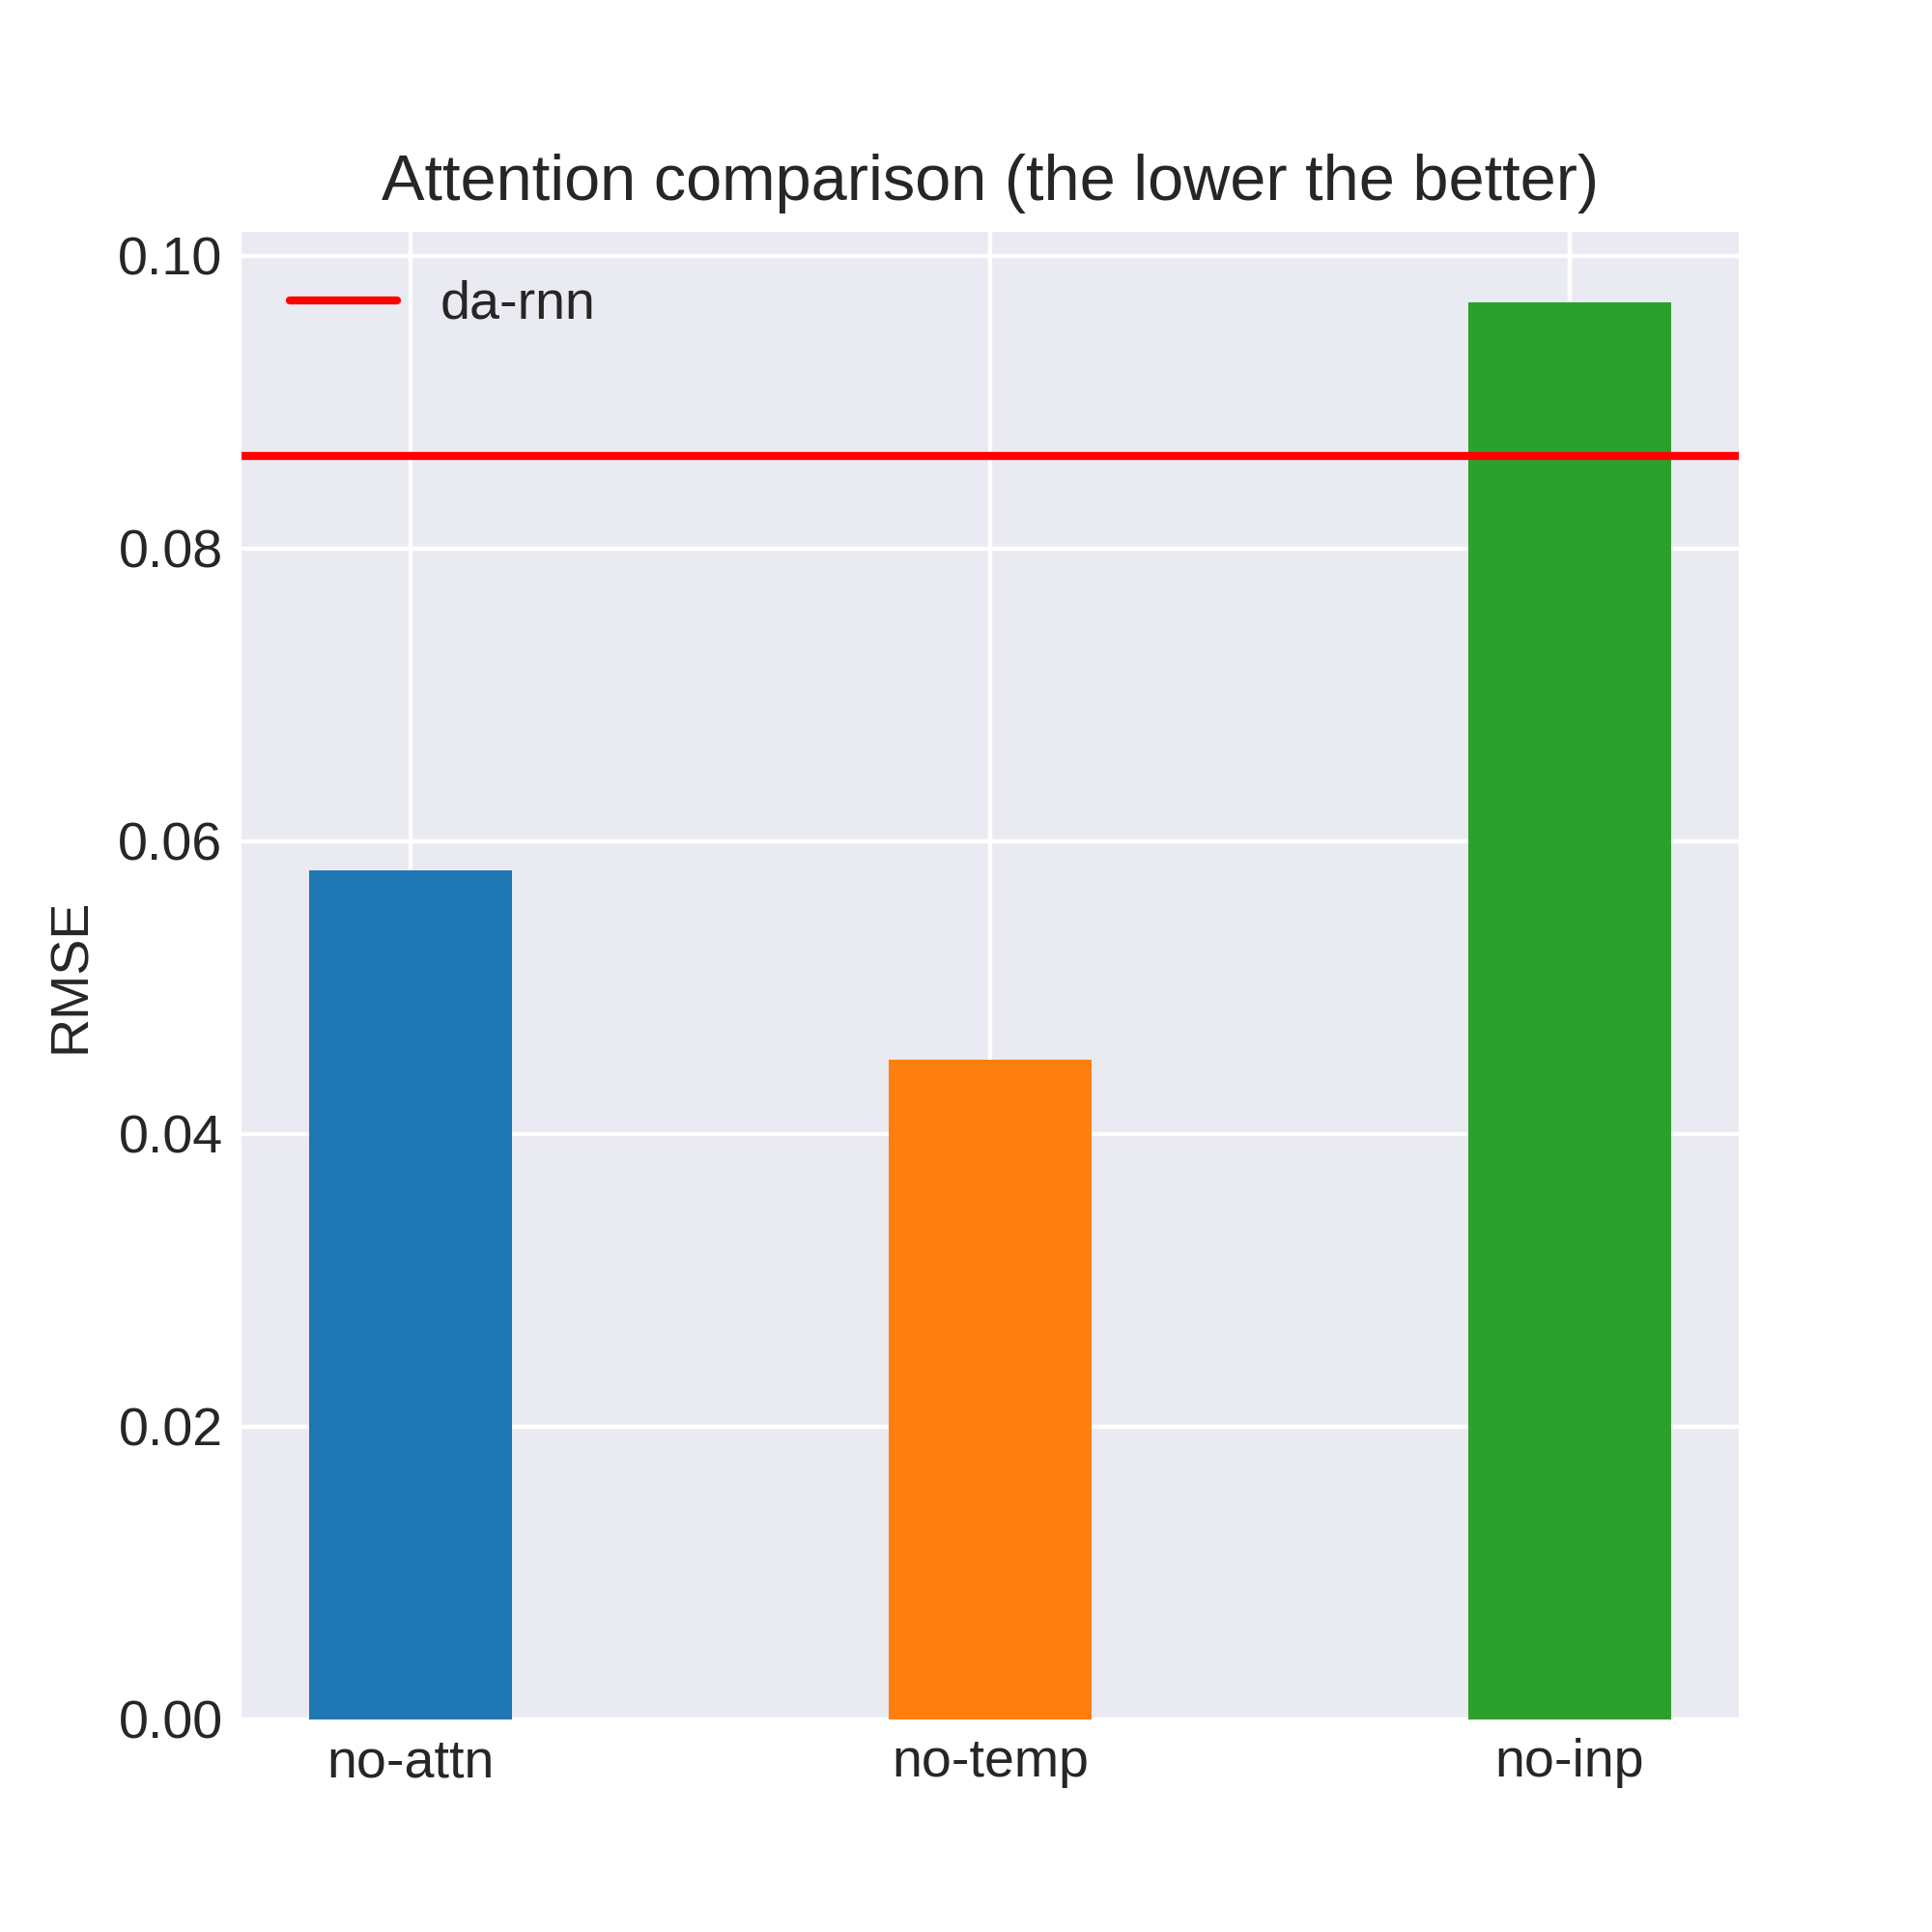 Attention comparison (the lower the better)
0.10
da-rnn
0.08
0.06
RMSE
0.04
0.02
0.00
no-attn
no-temp
no-inp